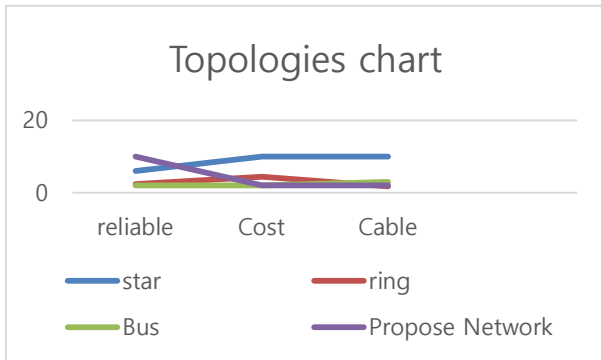 Topologies chart
20
0
reliable Cost Cable
star ring
Bus Propose Network